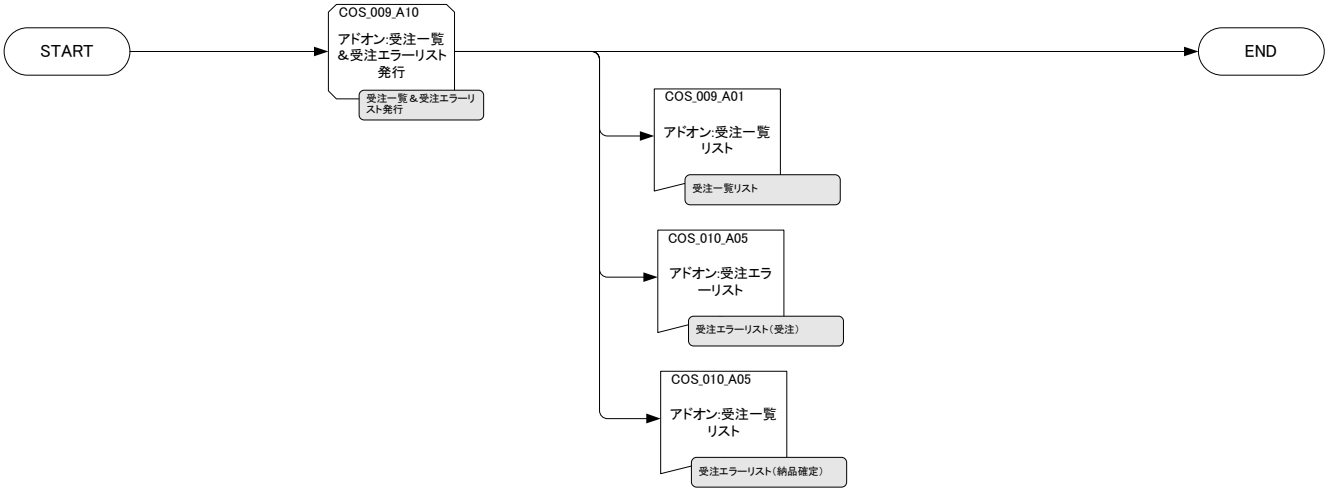 START
COS_009_A10
アドオン:受注一覧
&受注エラーリスト
発行
受注一覧&受注エラーリ
スト発行
END
COS_009_A01
アドオン:受注一覧
リスト
受注一覧リスト
COS_010_A05
アドオン:受注エラ
ーリスト
受注エラーリスト(受注)
COS_010_A05
アドオン:受注一覧
リスト
受注エラーリスト(納品確定)